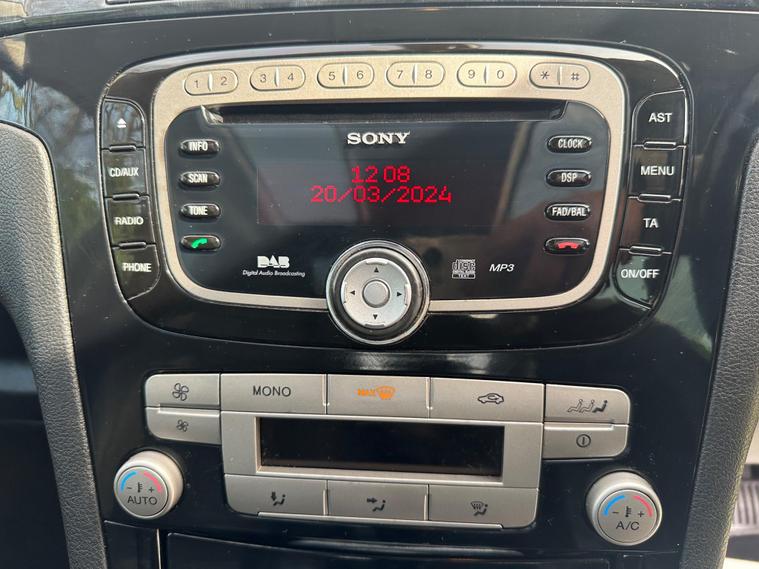 1 2 3 4 5 6 7 8 9 0 * #
SONY
AST
INFO
CLOCK
12 08
CD/AUX
SCAN
DSP
MENU
20/03/2024
RADIO
TONE
FAD/BAL
TA
PHONE
DAB
Digital Audio Broadcasting
disc
TEXT
MP3
ON/OFF
MONO
MAX
- +
AUTO
- +
A/C